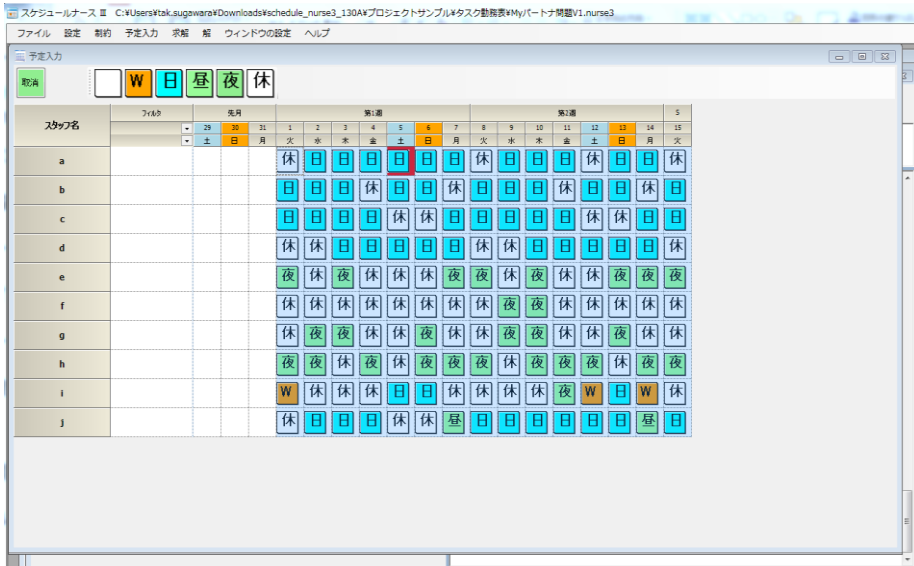 スケジュールナース Ⅲ C:¥Users¥tak.sugawara¥Downloads¥schedule_nurse3_130A¥プロジェクトサンプル¥タスク勤務表¥Myパートナ問題V1.nurse3
ファイル 設定 制約 予定入力 求解 解 ウィンドウの設定 ヘルプ
予定入力
取消 W 日 昼 夜 休
スタッフ名 フィルタ 先月 第1週 第2週 5
29 30 31 1 2 3 4 5 6 7 8 9 10 11 12 13 14 15
土 日 月 火 水 木 金 土 日 月 火 水 木 金 土 日 月 火
a 休 日 日 日 日 日 日 休 日 日 日 休 日 日 休
b 日 日 日 休 日 日 休 日 日 日 休 日 日 休 日
c 日 日 日 日 休 休 日 日 日 日 日 休 休 日 日
d 休 休 日 日 日 日 日 休 休 日 日 日 日 日 休
e 夜 休 夜 休 休 休 夜 夜 休 夜 休 休 夜 夜 夜
f 休 休 休 休 休 休 休 休 夜 夜 休 休 休 休 休
g 休 夜 夜 休 休 夜 休 休 夜 夜 休 休 夜 休 休
h 夜 夜 休 夜 休 夜 夜 夜 休 夜 夜 夜 休 夜 夜
i W 休 休 休 日 日 休 休 休 休 夜 W 日 W 休
j 休 日 日 日 休 休 昼 日 日 日 日 日 日 昼 日